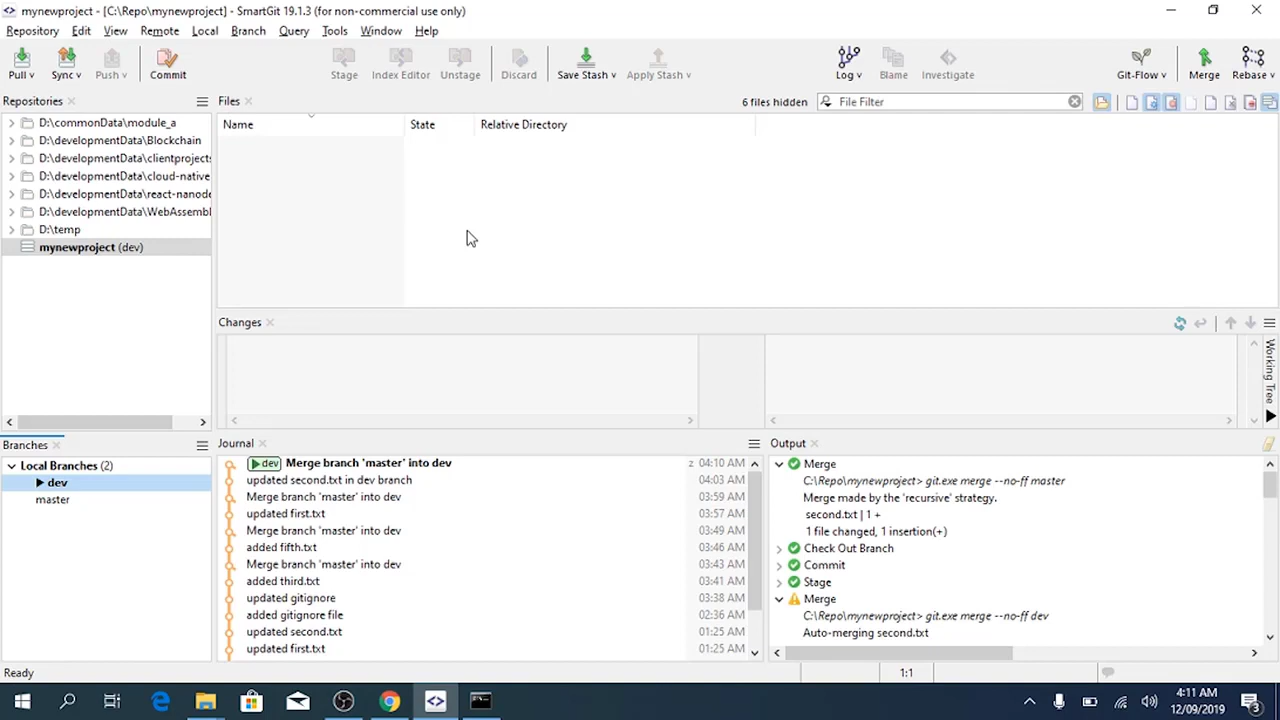 mynewproject - [C:\Repo\mynewproject] - SmartGit 19.1.3 (for non-commercial use only)
Repository Edit View Remote Local Branch Query Tools Window Help
Pull Sync Push Commit Stage Index Editor Unstage Discard Save Stash Apply Stash Log Blame Investigate Git-Flow Merge Rebase
Repositories
D:\commonData\module_a
D:\developmentData\Blockchain
D:\developmentData\clientprojects
D:\developmentData\cloud-native
D:\developmentData\react-nanode
D:\developmentData\WebAssembl
D:\temp
mynewproject (dev)
Files 6 files hidden File Filter
Name State Relative Directory
Changes
Working Tree
Branches
Local Branches (2)
dev
master
Journal
dev Merge branch 'master' into dev z 04:10 AM
updated second.txt in dev branch 04:03 AM
Merge branch 'master' into dev 03:59 AM
updated first.txt 03:57 AM
Merge branch 'master' into dev 03:49 AM
added fifth.txt 03:46 AM
Merge branch 'master' into dev 03:43 AM
added third.txt 03:41 AM
updated gitignore 03:38 AM
added gitignore file 02:36 AM
updated second.txt 01:25 AM
updated first.txt 01:25 AM
Output
Merge
C:\Repo\mynewproject> git.exe merge --no-ff master
Merge made by the 'recursive' strategy.
second.txt | 1 +
1 file changed, 1 insertion(+)
Check Out Branch
Commit
Stage
Merge
C:\Repo\mynewproject> git.exe merge --no-ff dev
Auto-merging second.txt
Ready 1:1
4:11 AM
12/09/2019
3